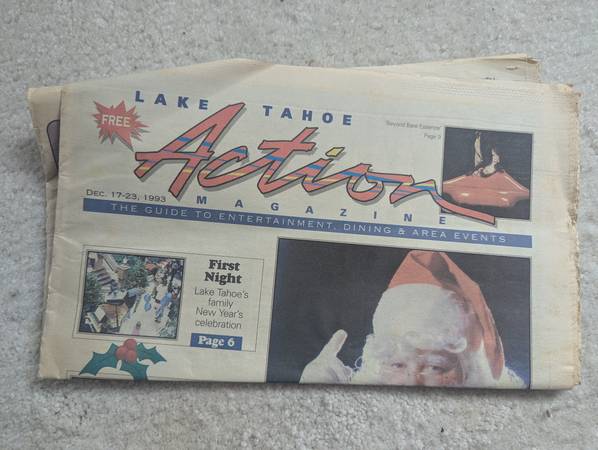 LAKE TAHOE
FREE
Action
"Beyond Bare Essence"
Page 9
DEC. 17-23, 1993
MAGAZINE
THE GUIDE TO ENTERTAINMENT, DINING & AREA EVENTS
First
Night
Lake Tahoe's
family
New Year's
celebration
Page 6